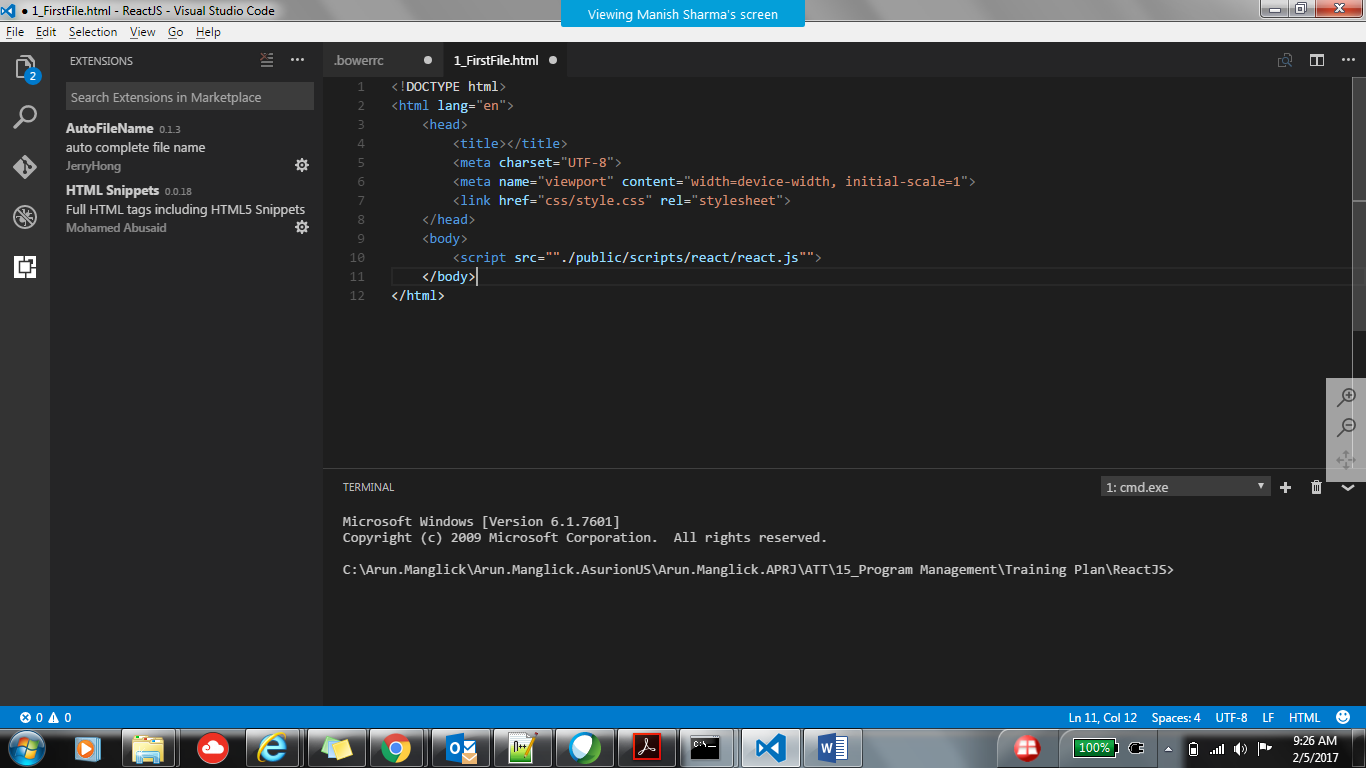 ● 1_FirstFile.html - ReactJS - Visual Studio Code
Viewing Manish Sharma's screen
File Edit Selection View Go Help
2
EXTENSIONS
Search Extensions in Marketplace
AutoFileName 0.1.3
auto complete file name
JerryHong
HTML Snippets 0.0.18
Full HTML tags including HTML5 Snippets
Mohamed Abusaid
.bowerrc ● 1_FirstFile.html ●
1 <!DOCTYPE html>
2 <html lang="en">
3 <head>
4 <title></title>
5 <meta charset="UTF-8">
6 <meta name="viewport" content="width=device-width, initial-scale=1">
7 <link href="css/style.css" rel="stylesheet">
8 </head>
9 <body>
10 <script src=""./public/scripts/react/react.js"">
11 </body>
12 </html>
TERMINAL
1: cmd.exe
Microsoft Windows [Version 6.1.7601]
Copyright (c) 2009 Microsoft Corporation.  All rights reserved.
C:\Arun.Manglick\Arun.Manglick.AsurionUS\Arun.Manglick.APRJ\ATT\15_Program Management\Training Plan\ReactJS>
0 0
Ln 11, Col 12 Spaces: 4 UTF-8 LF HTML
100%
9:26 AM
2/5/2017